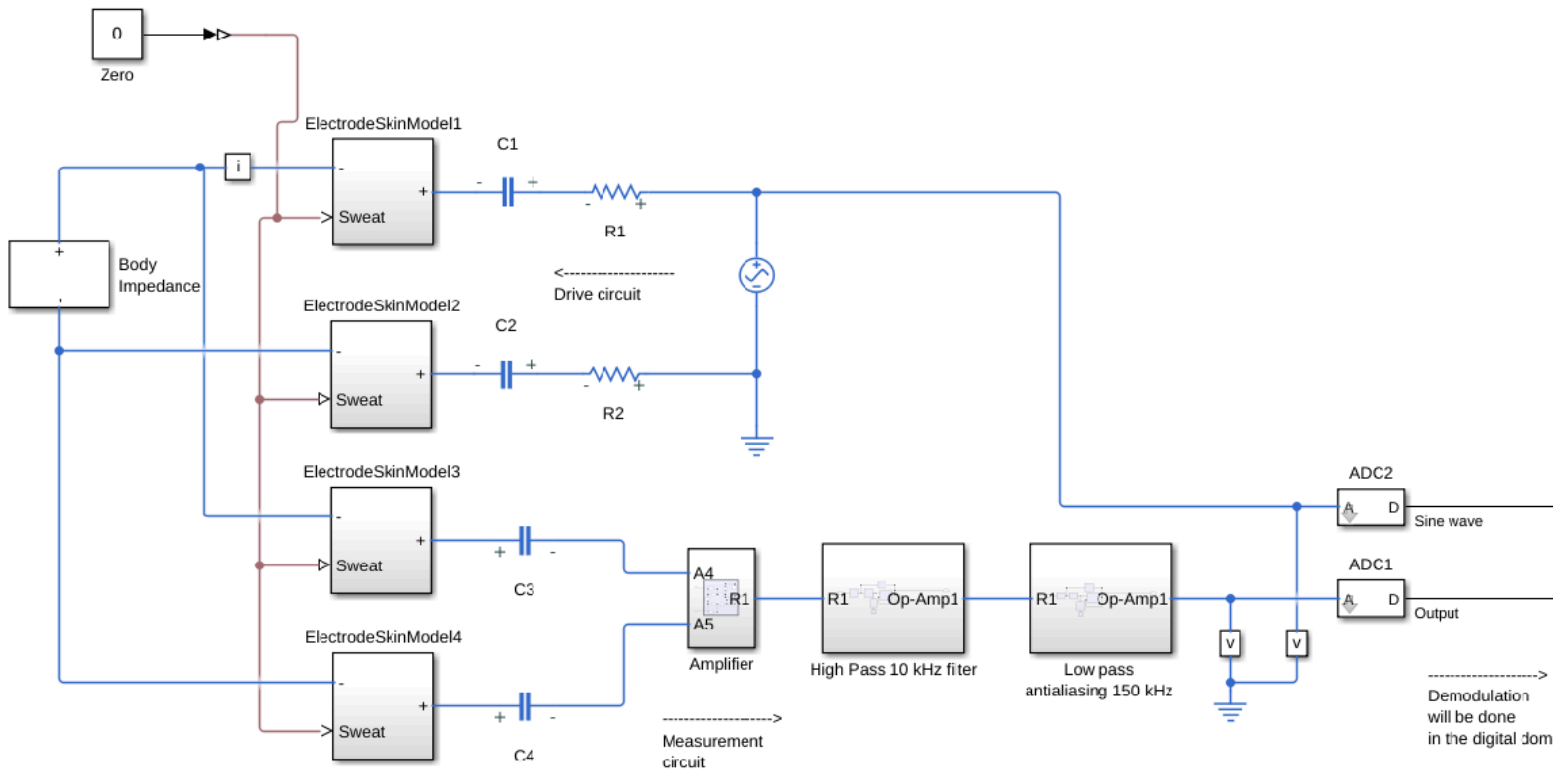 0
Zero
ElectrodeSkinModel1
C1
i
-
+
- +
Sweat
- +
R1
+
Body
Impedance
-
<--------------------
Drive circuit
+
-
ElectrodeSkinModel2
C2
-
+
- +
Sweat
- +
R2
ElectrodeSkinModel3
ADC2
-
A D
Sine wave
+
+ -
Sweat
C3
A4
R1
A5
Amplifier
R1 Op-Amp1
High Pass 10 kHz filter
R1 Op-Amp1
Low pass
antialiasing 150 kHz
ADC1
A D
Output
v
v
ElectrodeSkinModel4
-
+
+ -
Sweat
C4
-------------------->
Measurement
circuit
-------------------->
Demodulation
will be done
in the digital dom